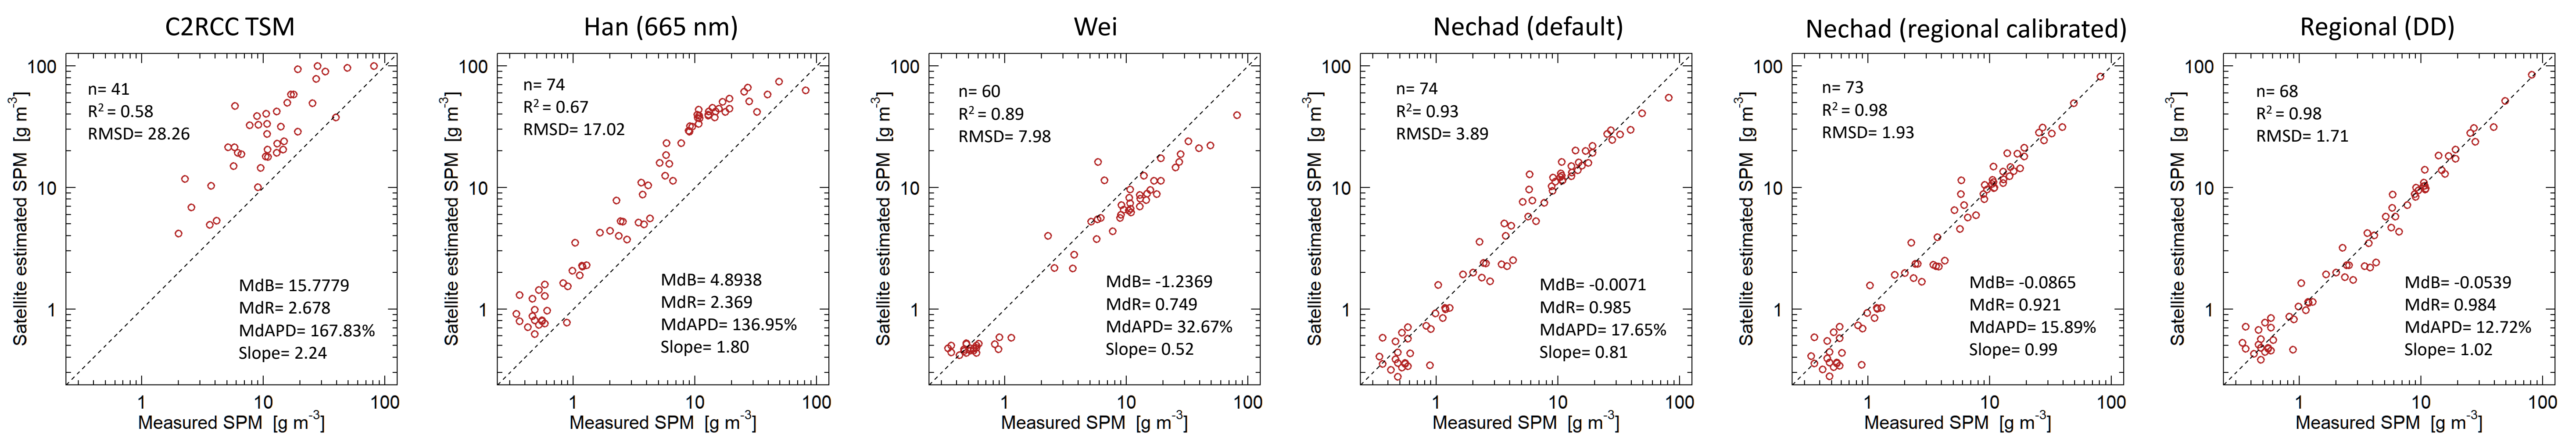 C2RCC TSM
n= 41
R² = 0.58
RMSD= 28.26
MdB= 15.7779
MdR= 2.678
MdAPD= 167.83%
Slope= 2.24
100
10
1
1 10 100
Satellite estimated SPM [g m⁻³]
Measured SPM [g m⁻³]
Han (665 nm)
n= 74
R² = 0.67
RMSD= 17.02
MdB= 4.8938
MdR= 2.369
MdAPD= 136.95%
Slope= 1.80
100
10
1
1 10 100
Satellite estimated SPM [g m⁻³]
Measured SPM [g m⁻³]
Wei
n= 60
R² = 0.89
RMSD= 7.98
MdB= -1.2369
MdR= 0.749
MdAPD= 32.67%
Slope= 0.52
100
10
1
1 10 100
Satellite estimated SPM [g m⁻³]
Measured SPM [g m⁻³]
Nechad (default)
n= 74
R² = 0.93
RMSD= 3.89
MdB= -0.0071
MdR= 0.985
MdAPD= 17.65%
Slope= 0.81
100
10
1
1 10 100
Satellite estimated SPM [g m⁻³]
Measured SPM [g m⁻³]
Nechad (regional calibrated)
n= 73
R² = 0.98
RMSD= 1.93
MdB= -0.0865
MdR= 0.921
MdAPD= 15.89%
Slope= 0.99
100
10
1
1 10 100
Satellite estimated SPM [g m⁻³]
Measured SPM [g m⁻³]
Regional (DD)
n= 68
R² = 0.98
RMSD= 1.71
MdB= -0.0539
MdR= 0.984
MdAPD= 12.72%
Slope= 1.02
100
10
1
1 10 100
Satellite estimated SPM [g m⁻³]
Measured SPM [g m⁻³]